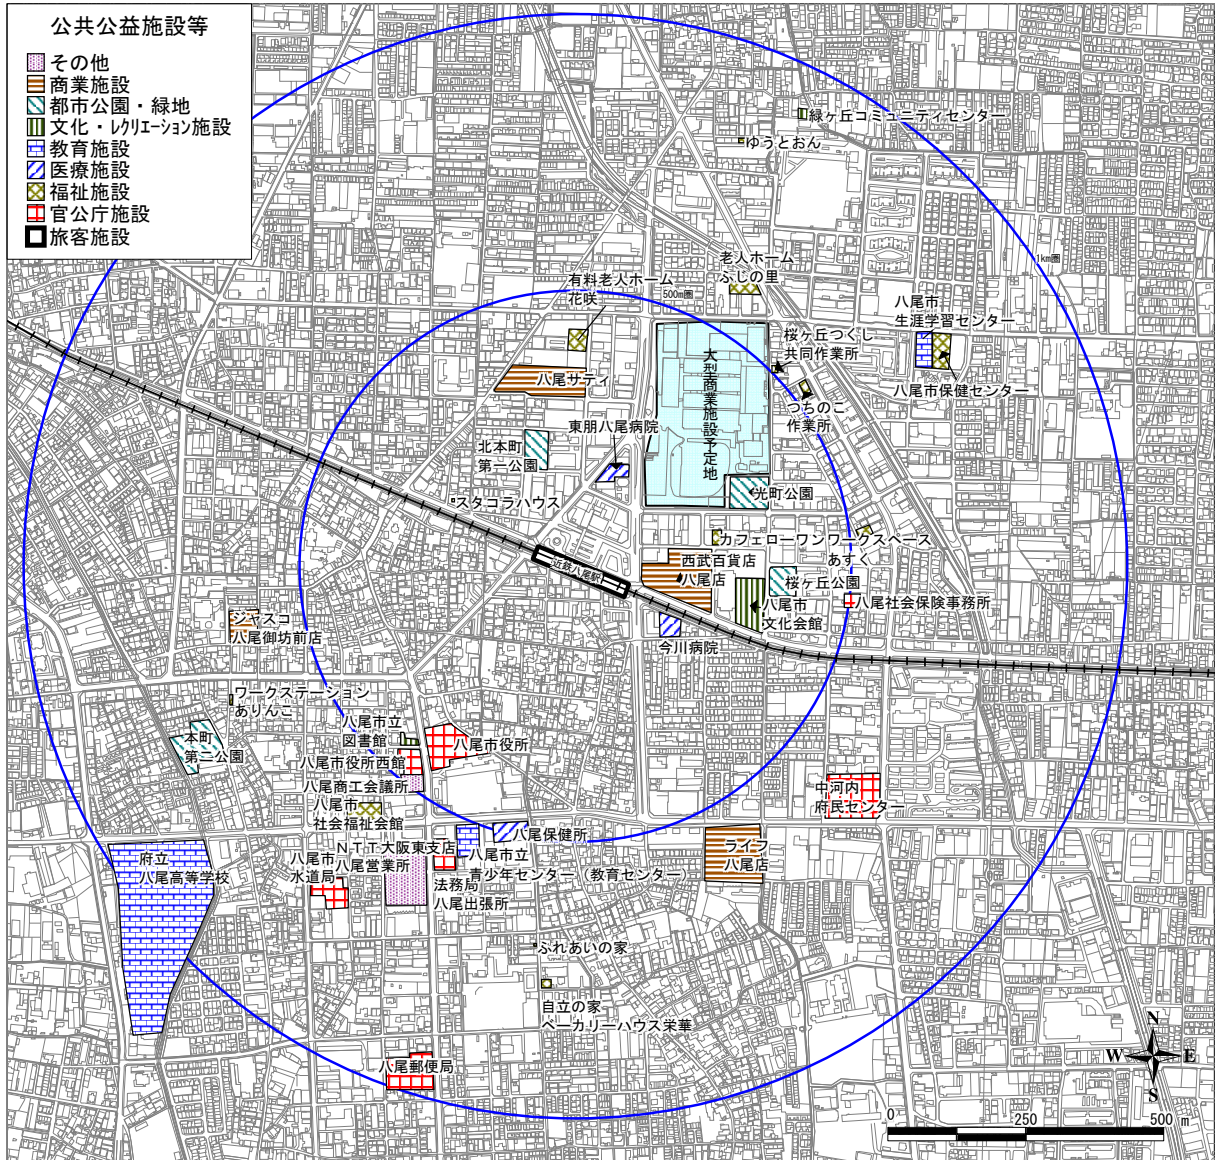 公共公益施設等
その他
商業施設
都市公園・緑地
文化・ﾚｸﾘｴｰｼｮﾝ施設
教育施設
医療施設
福祉施設
官公庁施設
旅客施設
緑ヶ丘コミュニティセンター
ゆうとおん
1km圏
老人ホーム
ふじの里
有料老人ホーム
花咲
500m圏
八尾市
生涯学習センター
桜ヶ丘つくし
共同作業所
大型商業施設予定地
八尾サティ
八尾市保健センター
つちのこ
作業所
東朋八尾病院
北本町
第一公園
光町公園
スタコラハウス
カフェローワンワークスペース
あすく
近鉄八尾駅
西武百貨店
八尾店
桜ヶ丘公園
八尾市
文化会館
八尾社会保険事務所
ジャスコ
八尾御坊前店
今川病院
ワークステーション
ありんこ
本町
第二公園
八尾市立
図書館
八尾市役所
八尾市役所西館
八尾商工会議所
八尾市
社会福祉会館
中河内
府民センター
八尾保健所
NTT大阪東支店
八尾営業所
八尾市立
青少年センター（教育センター）
ライフ
八尾店
府立
八尾高等学校
八尾市
水道局
法務局
八尾出張所
ふれあいの家
自立の家
ベーカリーハウス栄華
八尾郵便局
N
W E
S
0 250 500 m